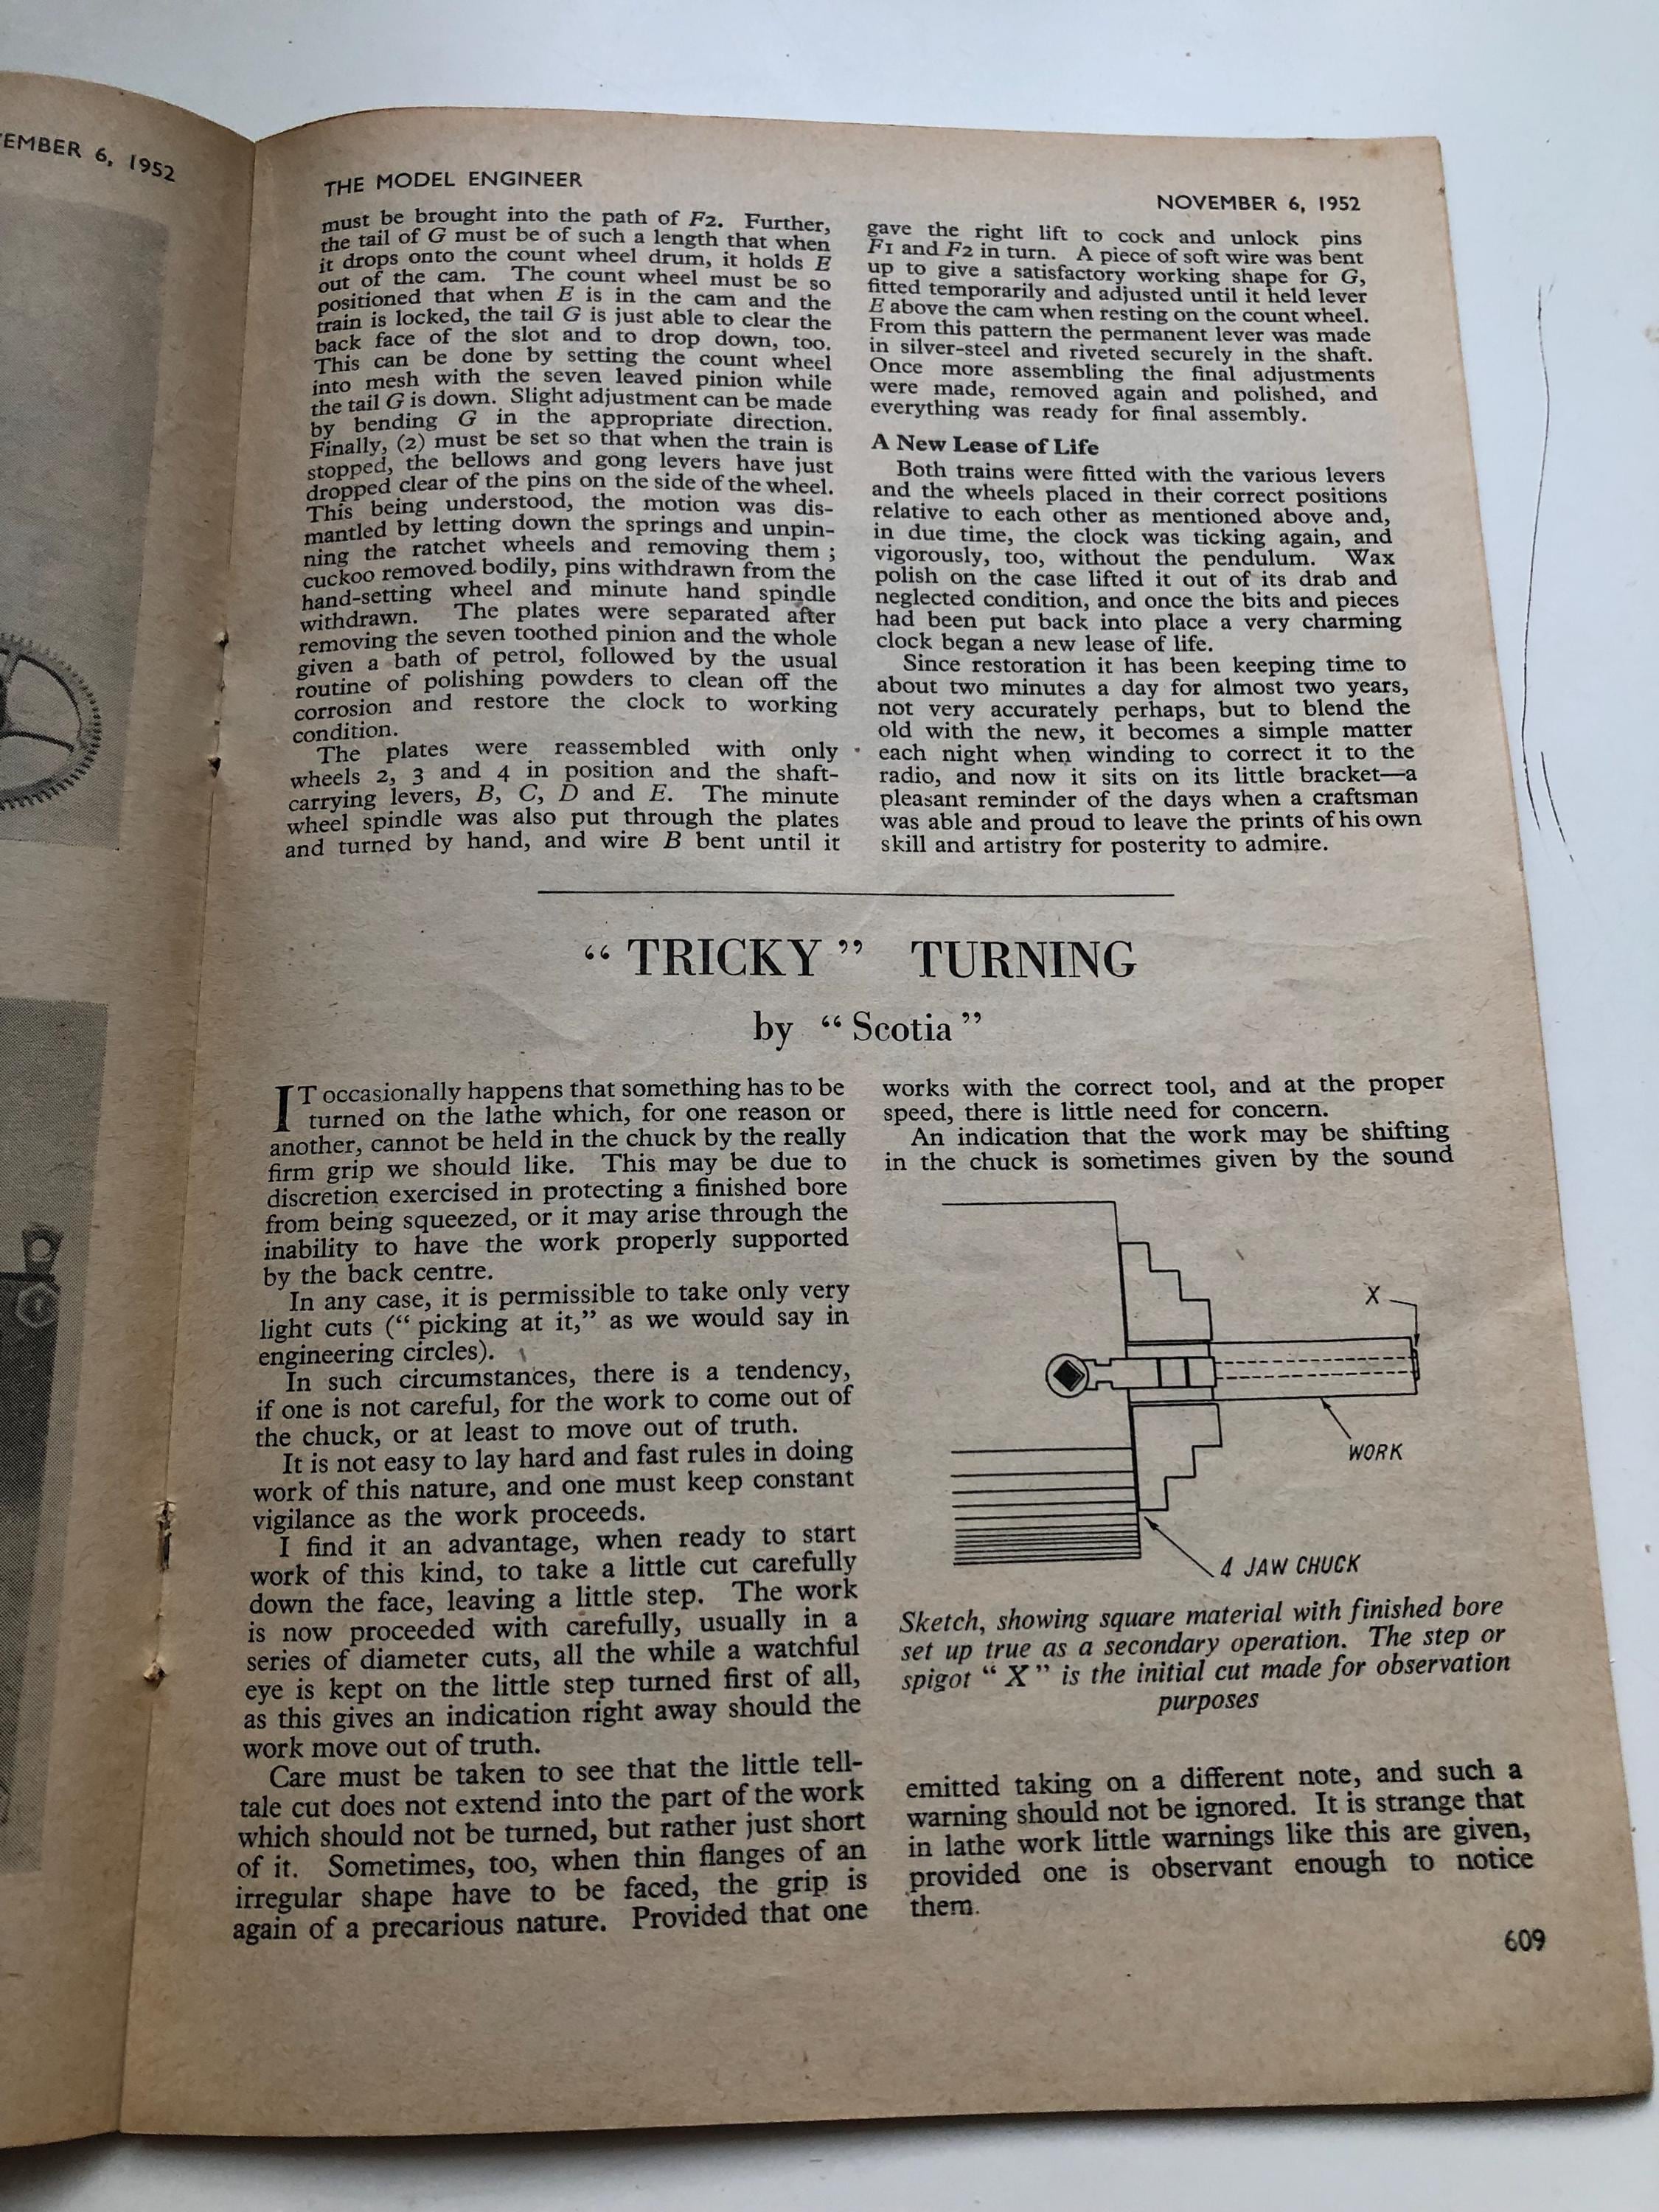 EMBER 6, 1952
THE MODEL ENGINEER
NOVEMBER 6, 1952
must be brought into the path of F2. Further,
the tail of G must be of such a length that when
it drops onto the count wheel drum, it holds E
out of the cam. The count wheel must be so
positioned that when E is in the cam and the
train is locked, the tail G is just able to clear the
back face of the slot and to drop down, too.
This can be done by setting the count wheel
into mesh with the seven leaved pinion while
the tail G is down. Slight adjustment can be made
by bending G in the appropriate direction.
Finally, (2) must be set so that when the train is
stopped, the bellows and gong levers have just
dropped clear of the pins on the side of the wheel.
This being understood, the motion was dis-
mantled by letting down the springs and unpin-
ning the ratchet wheels and removing them ;
cuckoo removed bodily, pins withdrawn from the
hand-setting wheel and minute hand spindle
withdrawn. The plates were separated after
removing the seven toothed pinion and the whole
given a bath of petrol, followed by the usual
routine of polishing powders to clean off the
corrosion and restore the clock to working
condition.
The plates were reassembled with only
wheels 2, 3 and 4 in position and the shaft-
carrying levers, B, C, D and E. The minute
wheel spindle was also put through the plates
and turned by hand, and wire B bent until it
gave the right lift to cock and unlock pins
F1 and F2 in turn. A piece of soft wire was bent
up to give a satisfactory working shape for G,
fitted temporarily and adjusted until it held lever
E above the cam when resting on the count wheel.
From this pattern the permanent lever was made
in silver-steel and riveted securely in the shaft.
Once more assembling the final adjustments
were made, removed again and polished, and
everything was ready for final assembly.
A New Lease of Life
Both trains were fitted with the various levers
and the wheels placed in their correct positions
relative to each other as mentioned above and,
in due time, the clock was ticking again, and
vigorously, too, without the pendulum. Wax
polish on the case lifted it out of its drab and
neglected condition, and once the bits and pieces
had been put back into place a very charming
clock began a new lease of life.
Since restoration it has been keeping time to
about two minutes a day for almost two years,
not very accurately perhaps, but to blend the
old with the new, it becomes a simple matter
each night when winding to correct it to the
radio, and now it sits on its little bracket—a
pleasant reminder of the days when a craftsman
was able and proud to leave the prints of his own
skill and artistry for posterity to admire.
“ TRICKY ” TURNING
by “ Scotia ”
IT occasionally happens that something has to be
turned on the lathe which, for one reason or
another, cannot be held in the chuck by the really
firm grip we should like. This may be due to
discretion exercised in protecting a finished bore
from being squeezed, or it may arise through the
inability to have the work properly supported
by the back centre.
In any case, it is permissible to take only very
light cuts (“ picking at it,” as we would say in
engineering circles).
In such circumstances, there is a tendency,
if one is not careful, for the work to come out of
the chuck, or at least to move out of truth.
It is not easy to lay hard and fast rules in doing
work of this nature, and one must keep constant
vigilance as the work proceeds.
I find it an advantage, when ready to start
work of this kind, to take a little cut carefully
down the face, leaving a little step. The work
is now proceeded with carefully, usually in a
series of diameter cuts, all the while a watchful
eye is kept on the little step turned first of all,
as this gives an indication right away should the
work move out of truth.
Care must be taken to see that the little tell-
tale cut does not extend into the part of the work
which should not be turned, but rather just short
of it. Sometimes, too, when thin flanges of an
irregular shape have to be faced, the grip is
again of a precarious nature. Provided that one
works with the correct tool, and at the proper
speed, there is little need for concern.
An indication that the work may be shifting
in the chuck is sometimes given by the sound
X
WORK
4 JAW CHUCK
Sketch, showing square material with finished bore
set up true as a secondary operation. The step or
spigot “ X ” is the initial cut made for observation
purposes
emitted taking on a different note, and such a
warning should not be ignored. It is strange that
in lathe work little warnings like this are given,
provided one is observant enough to notice
them.
609